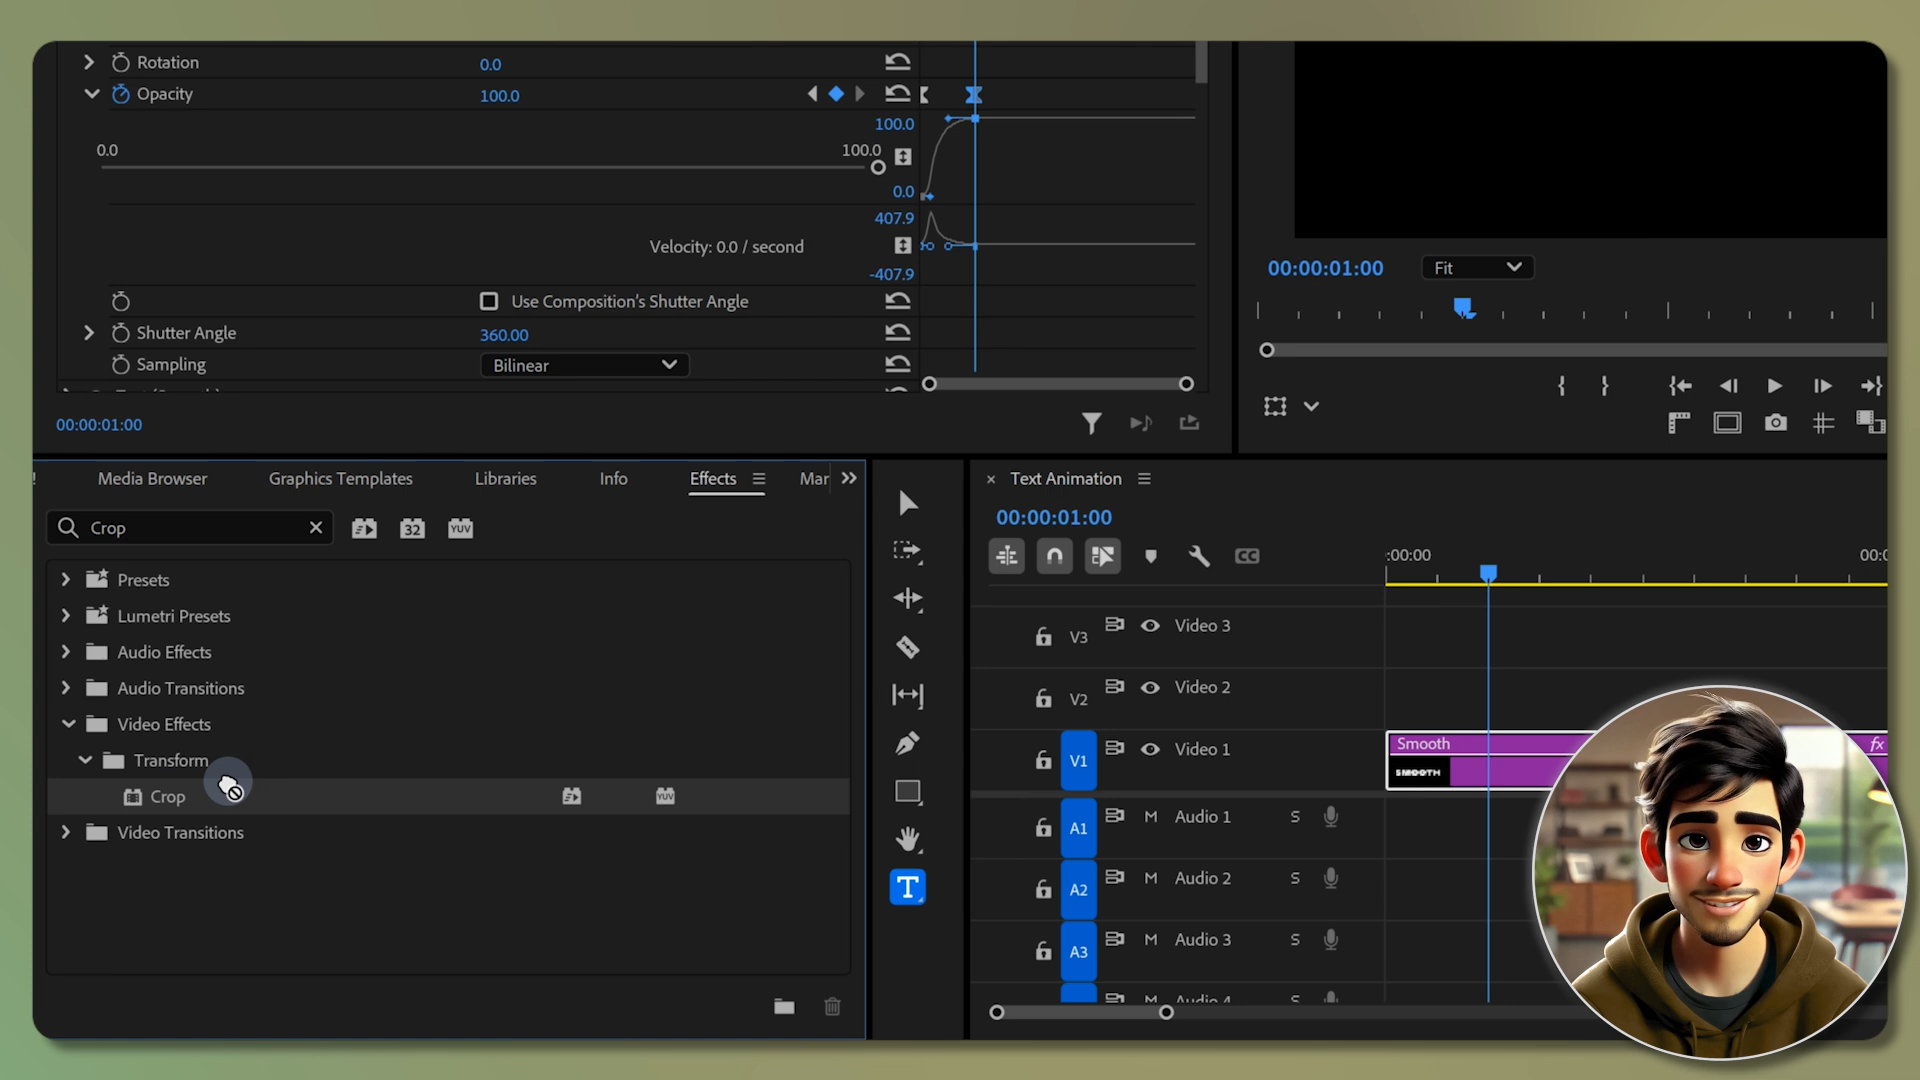 Rotation 0.0
Opacity 100.0
100.0
0.0 100.0
0.0
407.9
Velocity: 0.0 / second
-407.9
Use Composition's Shutter Angle
Shutter Angle 360.00
Sampling Bilinear
00:00:01:00
00:00:01:00 Fit
Media Browser Graphics Templates Libraries Info Effects Mar
Crop 32 YUV
Presets
Lumetri Presets
Audio Effects
Audio Transitions
Video Effects
Transform
Crop YUV
Video Transitions
T
Text Animation
00:00:01:00
CC
:00:00 00:0
V3 Video 3
V2 Video 2
V1 Video 1
Smooth fx
SMOOTH
A1 M Audio 1 S
A2 M Audio 2 S
A3 M Audio 3 S
M Audio 4 S